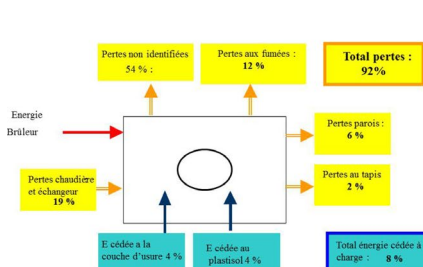 Pertes non identifiées
54 % :
Pertes aux fumées :
12 %
Total pertes :
92%
Energie
Brûleur
Pertes parois :
6 %
Pertes chaudière
et échangeur
19 %
Pertes au tapis
2 %
E cédée a la
couche d'usure 4 %
E cédée au
plastisol 4 %
Total énergie cédée à
charge : 8 %